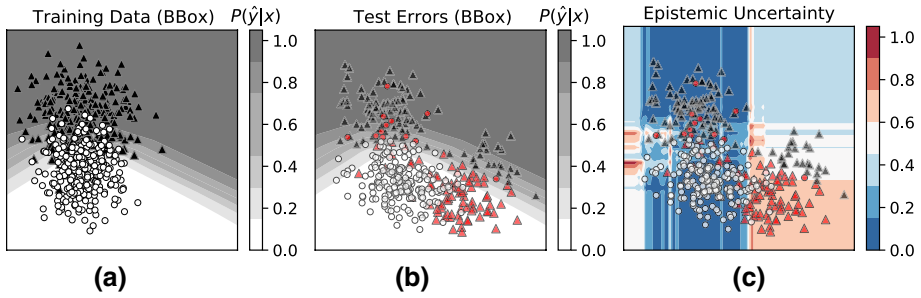 Training Data (BBox)
P(ŷ|x)
1.0
0.8
0.6
0.4
0.2
0.0
(a)
Test Errors (BBox)
P(ŷ|x)
1.0
0.8
0.6
0.4
0.2
0.0
(b)
Epistemic Uncertainty
1.0
0.8
0.6
0.4
0.2
0.0
(c)